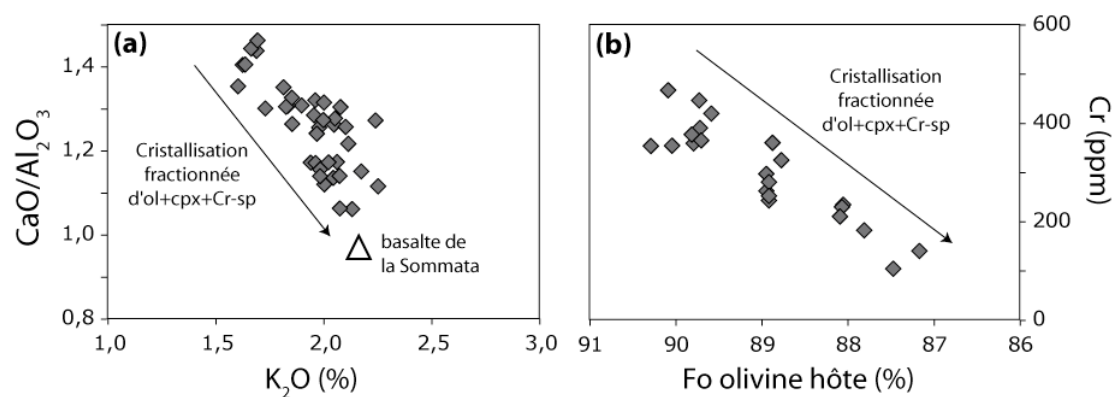 (a)
1,4
1,2
1,0
0,8
CaO/Al₂O₃
Cristallisation
fractionnée
d'ol+cpx+Cr-sp
basalte de
la Sommata
1,0
1,5
2,0
2,5
3,0
K₂O (%)
(b)
Cristallisation
fractionnée
d'ol+cpx+Cr-sp
600
400
200
0
Cr (ppm)
91
90
89
88
87
86
Fo olivine hôte (%)